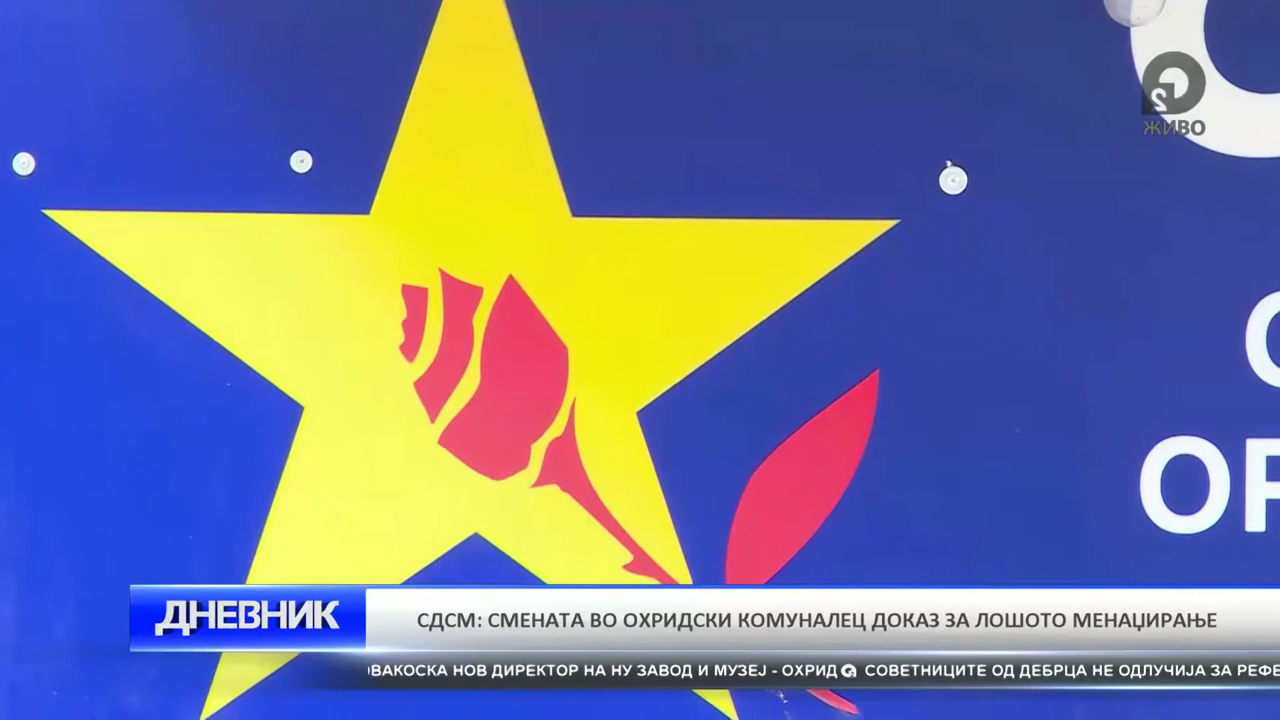 ЖИВО
ОР
ДНЕВНИК
СДСМ: СМЕНАТА ВО ОХРИДСКИ КОМУНАЛЕЦ ДОКАЗ ЗА ЛОШОТО МЕНАЏИРАЊЕ
НОВ ДИРЕКТОР НА НУ ЗАВОД И МУЗЕЈ - ОХРИД СОВЕТНИЦИТЕ ОД ДЕБРЦА НЕ ОДЛУЧИЈА ЗА